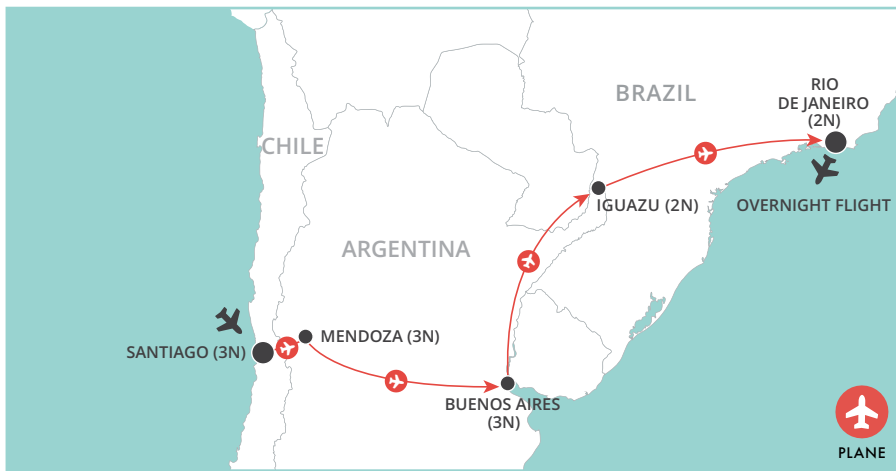 BRAZIL
RIO
DE JANEIRO
(2N)
CHILE
IGUAZU (2N)
OVERNIGHT FLIGHT
ARGENTINA
SANTIAGO (3N)
MENDOZA (3N)
BUENOS AIRES
(3N)
PLANE